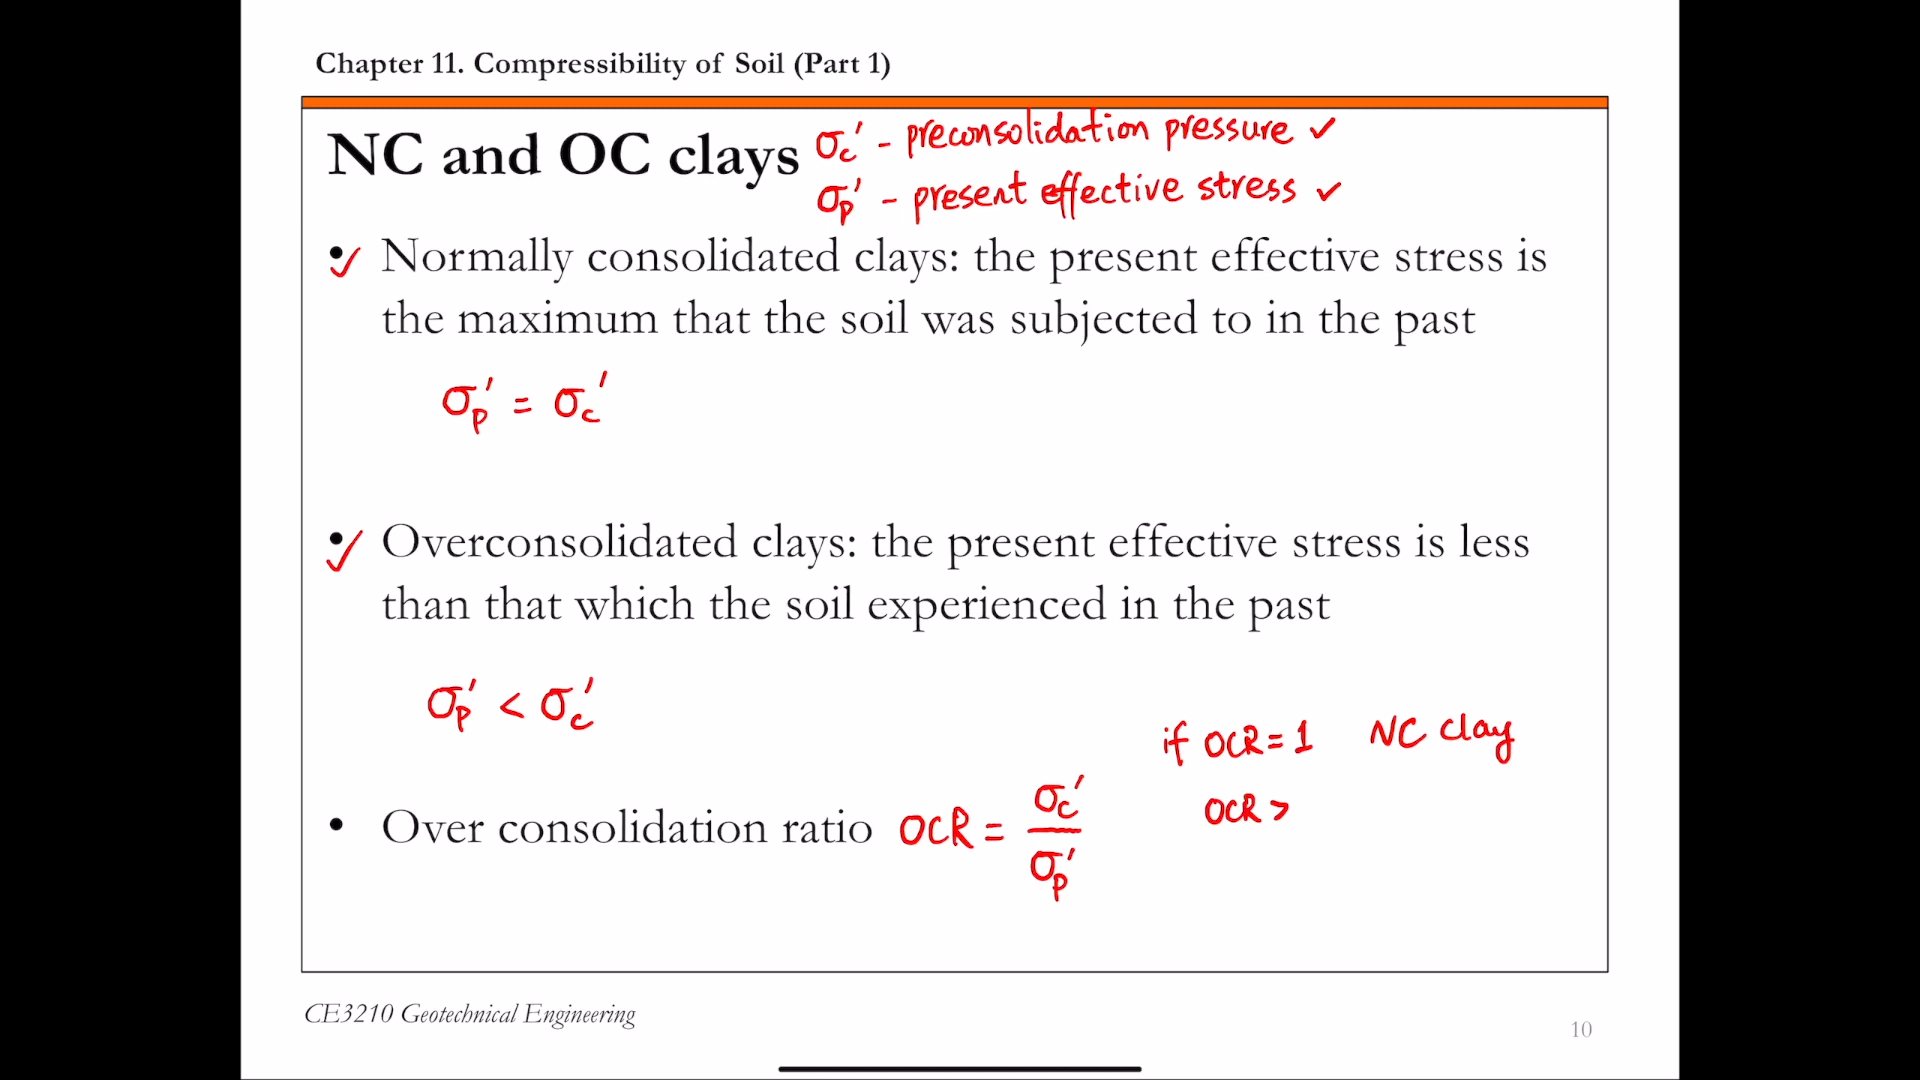 Chapter 11. Compressibility of Soil (Part 1)
NC and OC clays
σc' - preconsolidation pressure ✓
σp' - present effective stress ✓
• Normally consolidated clays: the present effective stress is
the maximum that the soil was subjected to in the past
σp' = σc'
• Overconsolidated clays: the present effective stress is less
than that which the soil experienced in the past
σp' < σc'
if OCR = 1 NC clay
OCR >
• Over consolidation ratio OCR = σc' / σp'
CE3210 Geotechnical Engineering
10